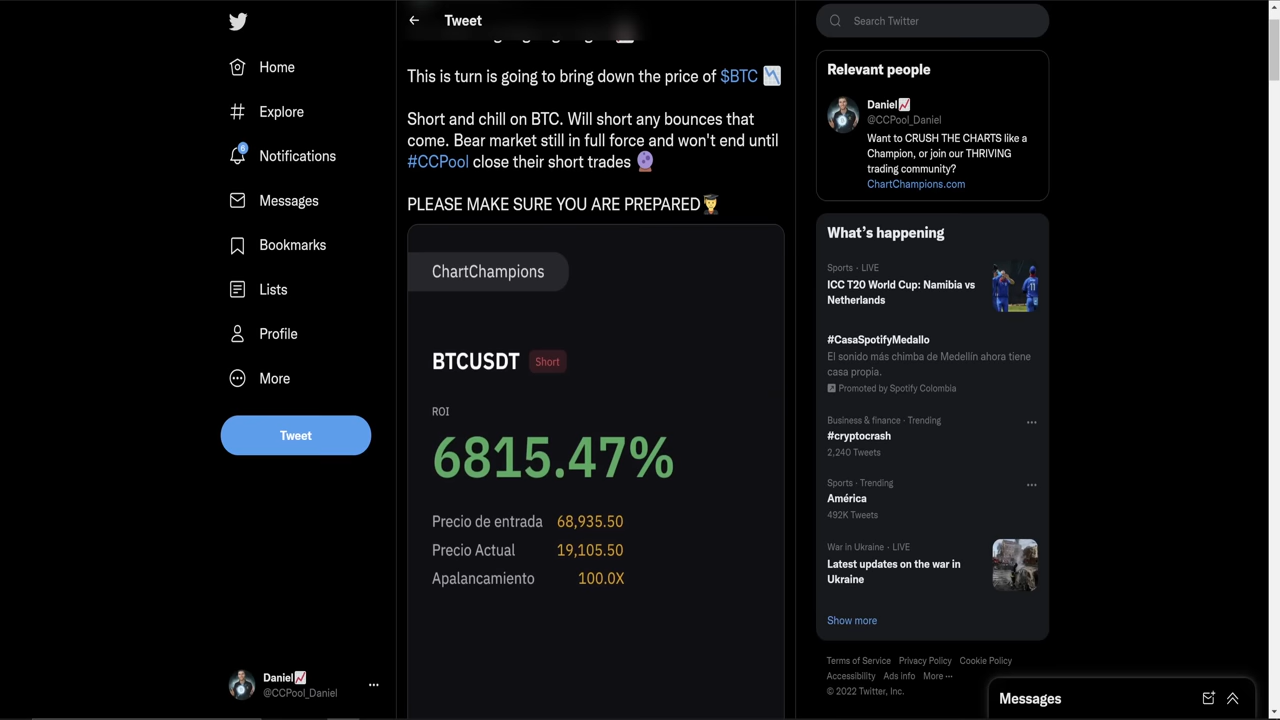 Home
Explore
6
Notifications
Messages
Bookmarks
Lists
Profile
More
Tweet
Daniel
@CCPool_Daniel
Tweet
This is turn is going to bring down the price of $BTC
Short and chill on BTC. Will short any bounces that
come. Bear market still in full force and won't end until
#CCPool close their short trades
PLEASE MAKE SURE YOU ARE PREPARED
ChartChampions
BTCUSDT Short
ROI
6815.47%
Precio de entrada 68,935.50
Precio Actual 19,105.50
Apalancamiento 100.0X
Search Twitter
Relevant people
Daniel
@CCPool_Daniel
Want to CRUSH THE CHARTS like a
Champion, or join our THRIVING
trading community?
ChartChampions.com
What's happening
Sports · LIVE
ICC T20 World Cup: Namibia vs
Netherlands
#CasaSpotifyMedallo
El sonido más chimba de Medellín ahora tiene
casa propia.
Promoted by Spotify Colombia
Business & finance · Trending
#cryptocrash
2,240 Tweets
Sports · Trending
América
492K Tweets
War in Ukraine · LIVE
Latest updates on the war in
Ukraine
Show more
Terms of Service Privacy Policy Cookie Policy
Accessibility Ads info More ···
© 2022 Twitter, Inc.
Messages